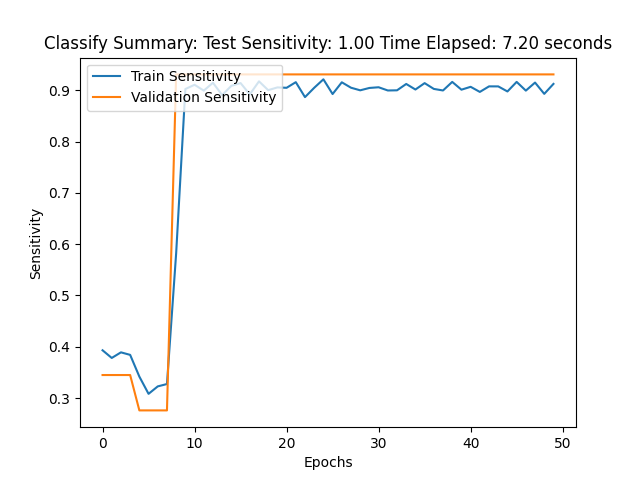 Classify Summary: Test Sensitivity: 1.00 Time Elapsed: 7.20 seconds
Train Sensitivity
Validation Sensitivity
Sensitivity
0.9
0.8
0.7
0.6
0.5
0.4
0.3
0 10 20 30 40 50
Epochs